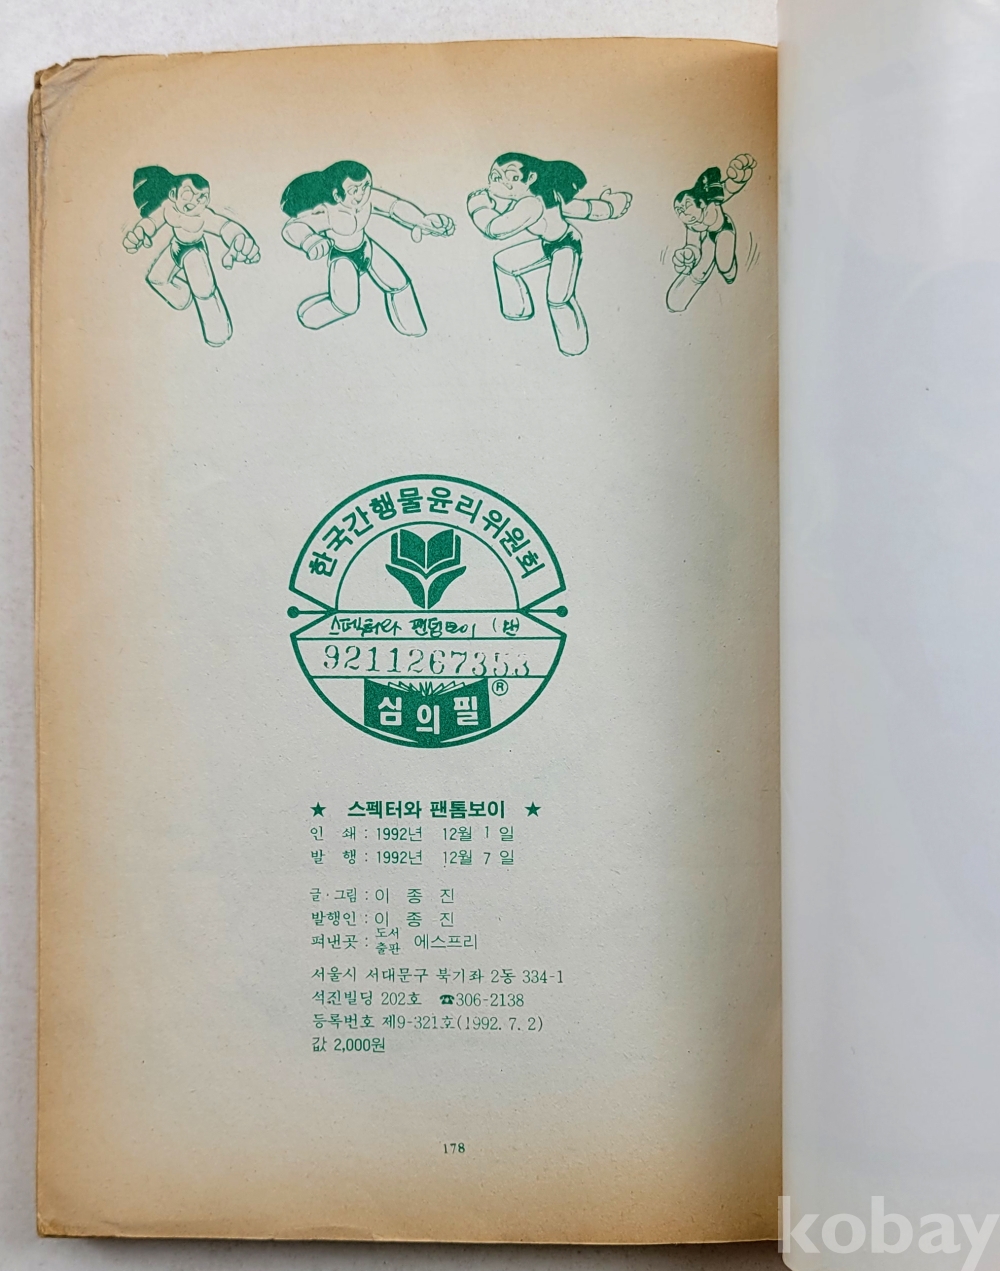 한국간행물윤리위원회
스펙터와 팬텀보이 1
9211267353
심의필 ®
★ 스펙터와 팬톰보이 ★
인 쇄 : 1992년 12월 1일
발 행 : 1992년 12월 7일
글·그림 : 이 종 진
발행인 : 이 종 진
펴낸곳 : 도서출판 에스프리
서울시 서대문구 북기좌 2동 334-1
석진빌딩 202호 ☎306-2138
등록번호 제9-321호(1992. 7. 2)
값 2,000원
178
kobay